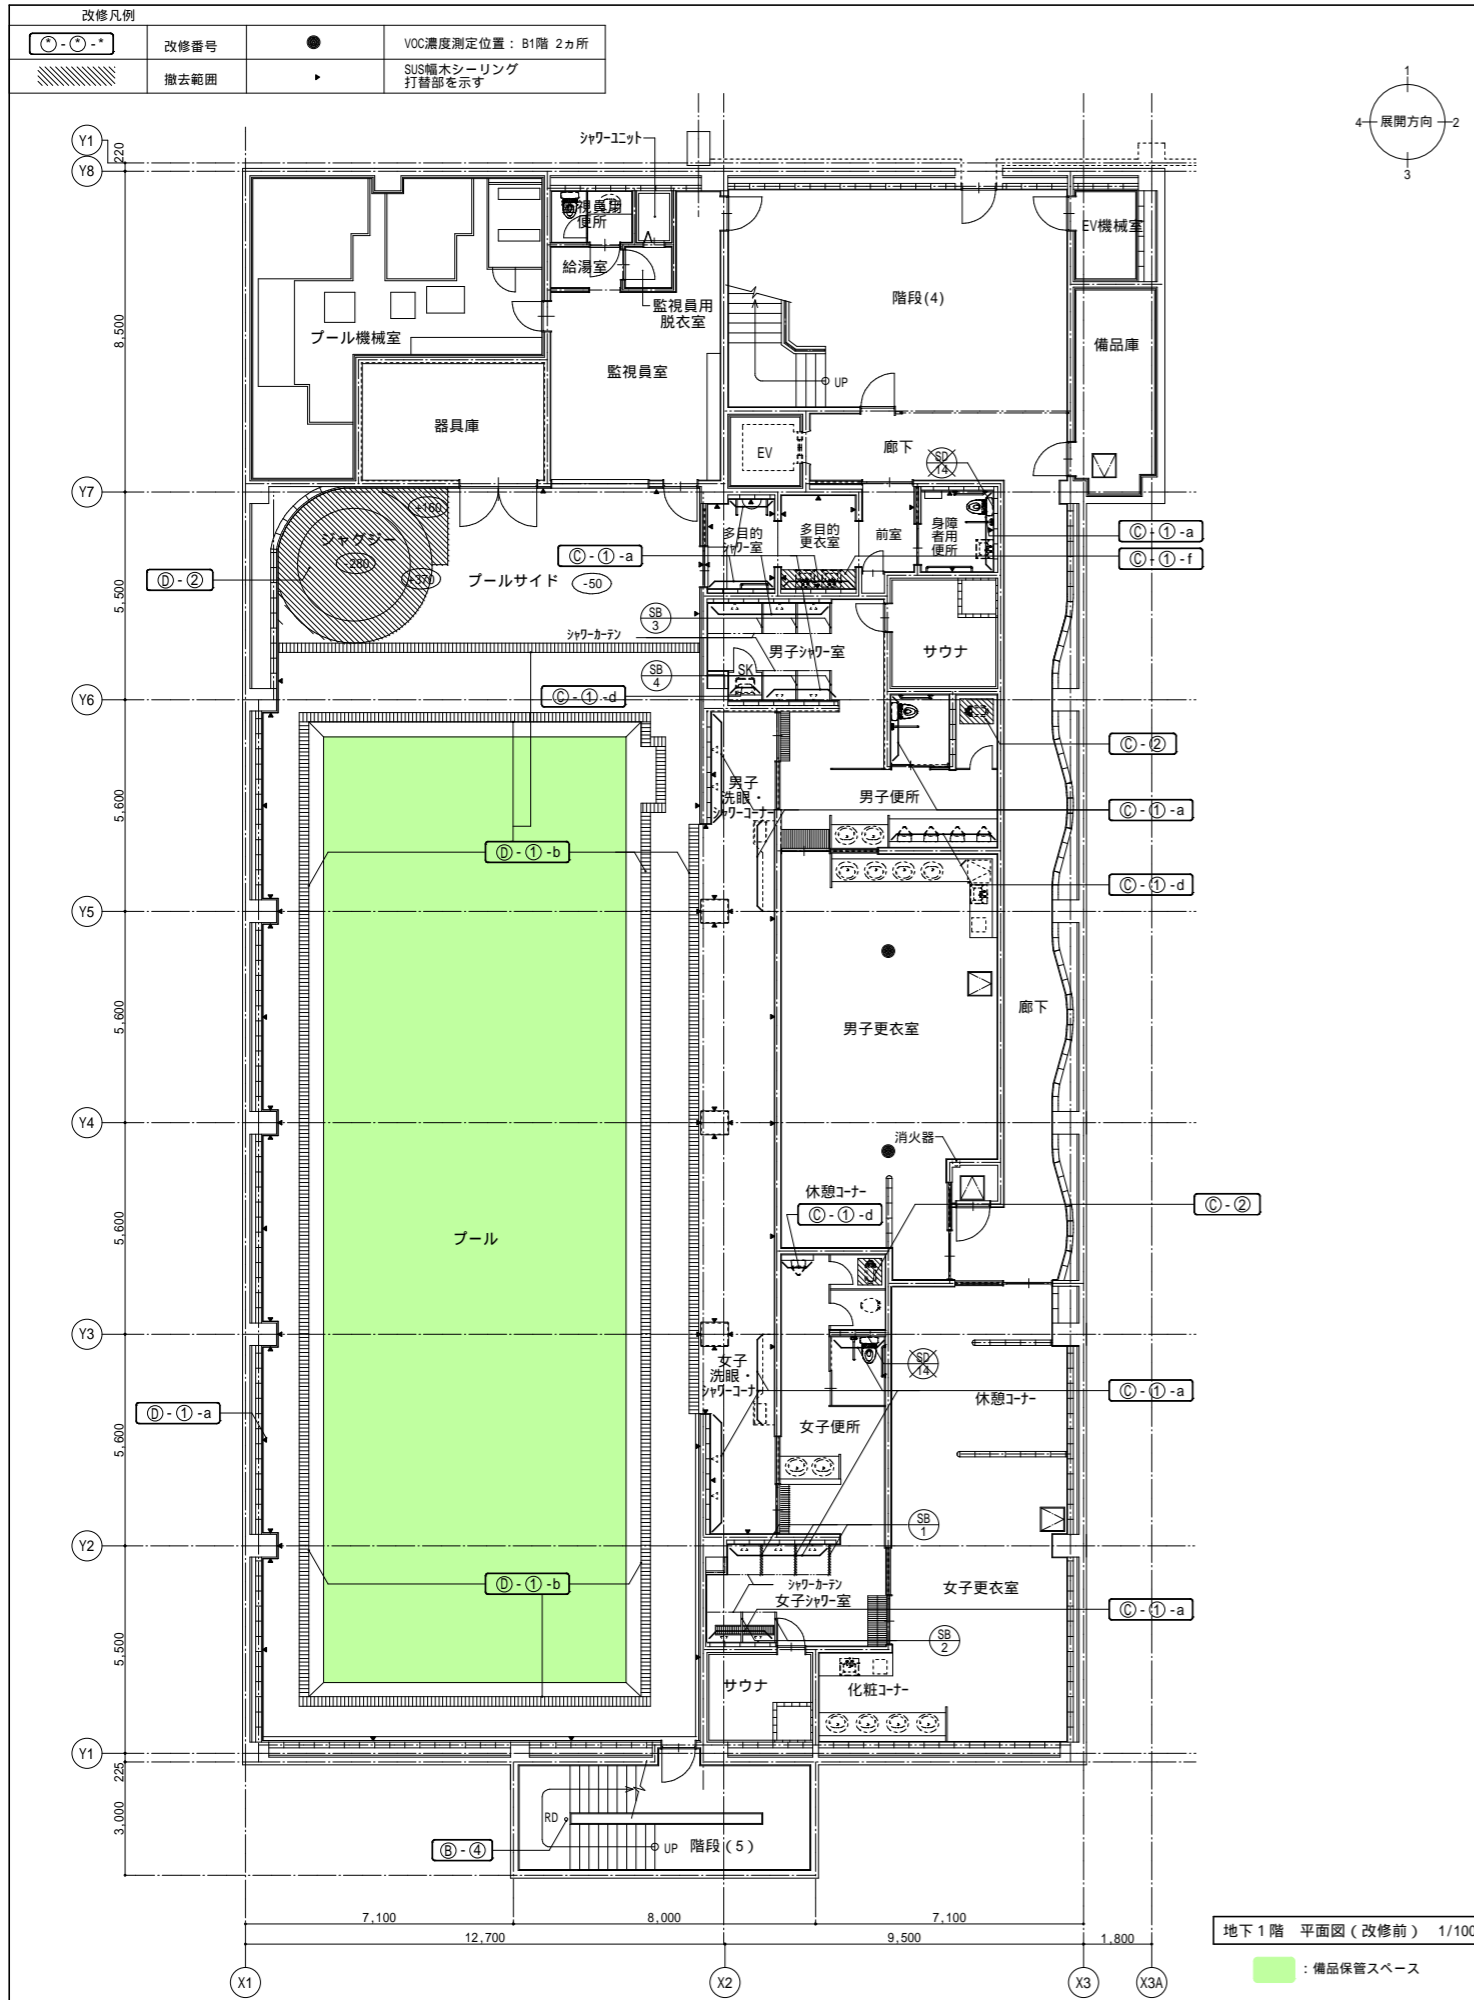 改修凡例
Ⓐ-Ⓐ-* 改修番号 VOC濃度測定位置：B1階 2ヵ所
撤去範囲 SUS幅木シーリング
打替部を示す
1
4 展開方向 2
3
Y1
220
Y8
シャワーユニット
監視員用
便所
EV機械室
給湯室
監視員用
脱衣室
階段(4)
プール機械室
備品庫
8,500
監視員室
UP
器具庫
EV
廊下
SD
14
Y7
+160
ジャグジー
-280
+370
プールサイド
-50
多目的
シャワー室
多目的
更衣室
前室
身障
者用
便所
Ⓒ-①-a
Ⓒ-①-a
Ⓒ-①-f
Ⓓ-②
5,500
SB
3
シャワーカーテン
男子シャワー室
サウナ
SB
4
SK
Ⓒ-①-d
Y6
Ⓒ-②
男子
洗眼・
シャワーコーナー
男子便所
5,600
Ⓒ-①-a
Ⓓ-①-b
Ⓒ-①-d
Y5
5,600
男子更衣室
廊下
Y4
消火器
休憩コーナー
Ⓒ-①-d
Ⓒ-②
5,600
プール
Y3
女子
洗眼・
シャワーコーナー
SD
14
Ⓒ-①-a
休憩コーナー
Ⓓ-①-a
女子便所
5,600
SB
1
Y2
Ⓓ-①-b
シャワーカーテン
女子シャワー室
女子更衣室
Ⓒ-①-a
SB
2
5,500
サウナ
化粧コーナー
Y1
225
3,000
RD
Ⓑ-④
UP 階段(5)
7,100 8,000 7,100
12,700 9,500 1,800
X1 X2 X3 X3A
地下1階 平面図(改修前) 1/100
：備品保管スペース